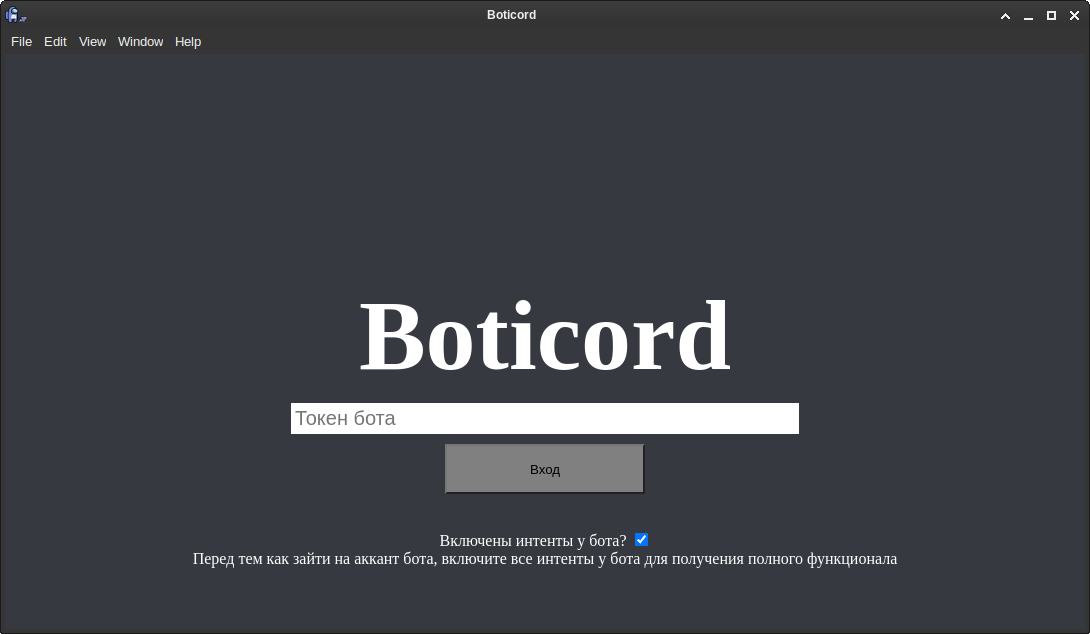 Boticord
File Edit View Window Help
Boticord
Токен бота
Вход
Включены интенты у бота?
Перед тем как зайти на аккант бота, включите все интенты у бота для получения полного функционала